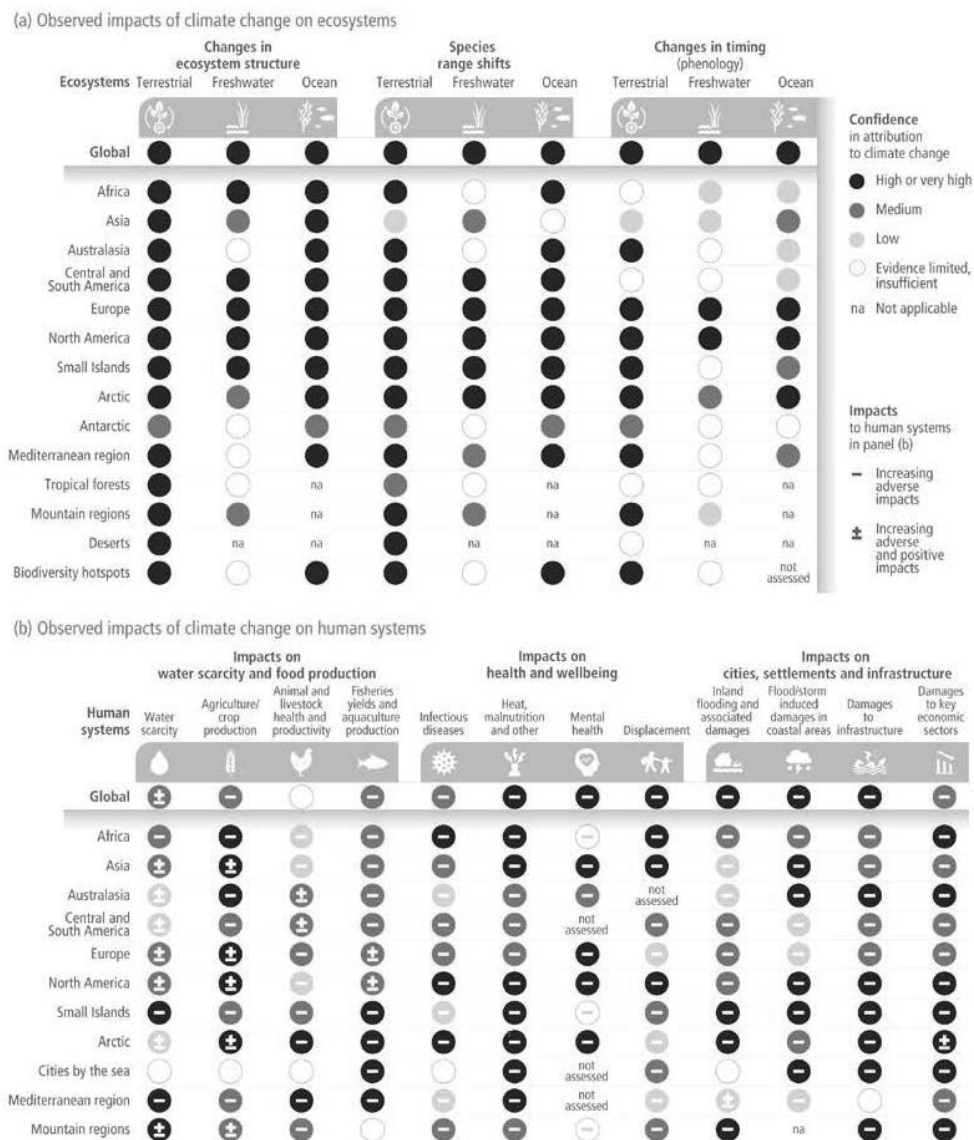 (a) Observed impacts of climate change on ecosystems
Changes in
ecosystem structure
Species
range shifts
Changes in timing
(phenology)
Ecosystems Terrestrial Freshwater Ocean Terrestrial Freshwater Ocean Terrestrial Freshwater Ocean
Global
Africa
Asia
Australasia
Central and
South America
Europe
North America
Small Islands
Arctic
Antarctic
Mediterranean region
Tropical forests na na na
Mountain regions na na na
Deserts na na na na na na
Biodiversity hotspots not
assessed
Confidence
in attribution
to climate change
High or very high
Medium
Low
Evidence limited,
insufficient
na Not applicable
Impacts
to human systems
in panel (b)
− Increasing
adverse
impacts
± Increasing
adverse
and positive
impacts
(b) Observed impacts of climate change on human systems
Impacts on
water scarcity and food production
Impacts on
health and wellbeing
Impacts on
cities, settlements and infrastructure
Human
systems
Water
scarcity
Agriculture/
crop
production
Animal and
livestock
health and
productivity
Fisheries
yields and
aquaculture
production
Infectious
diseases
Heat,
malnutrition
and other
Mental
health
Displacement
Inland
flooding and
associated
damages
Flood/storm
induced
damages in
coastal areas
Damages
to
infrastructure
Damages
to key
economic
sectors
Global ± − − − − − − − − − −
Africa − − − − − − − − − − − −
Asia ± ± − − − − − − − − − −
Australasia ± − ± − − − − not
assessed − − − −
Central and
South America ± − ± − − − not
assessed − − − − −
Europe ± ± − ± − − − − − − − −
North America ± ± − ± − − − − − − − −
Small Islands − − − − − − − − − − − −
Arctic ± ± − − − − − − − − − ±
Cities by the sea − − not
assessed − − − −
Mediterranean region − − − − − − not
assessed − ± − −
Mountain regions ± ± − − − − − − na − −